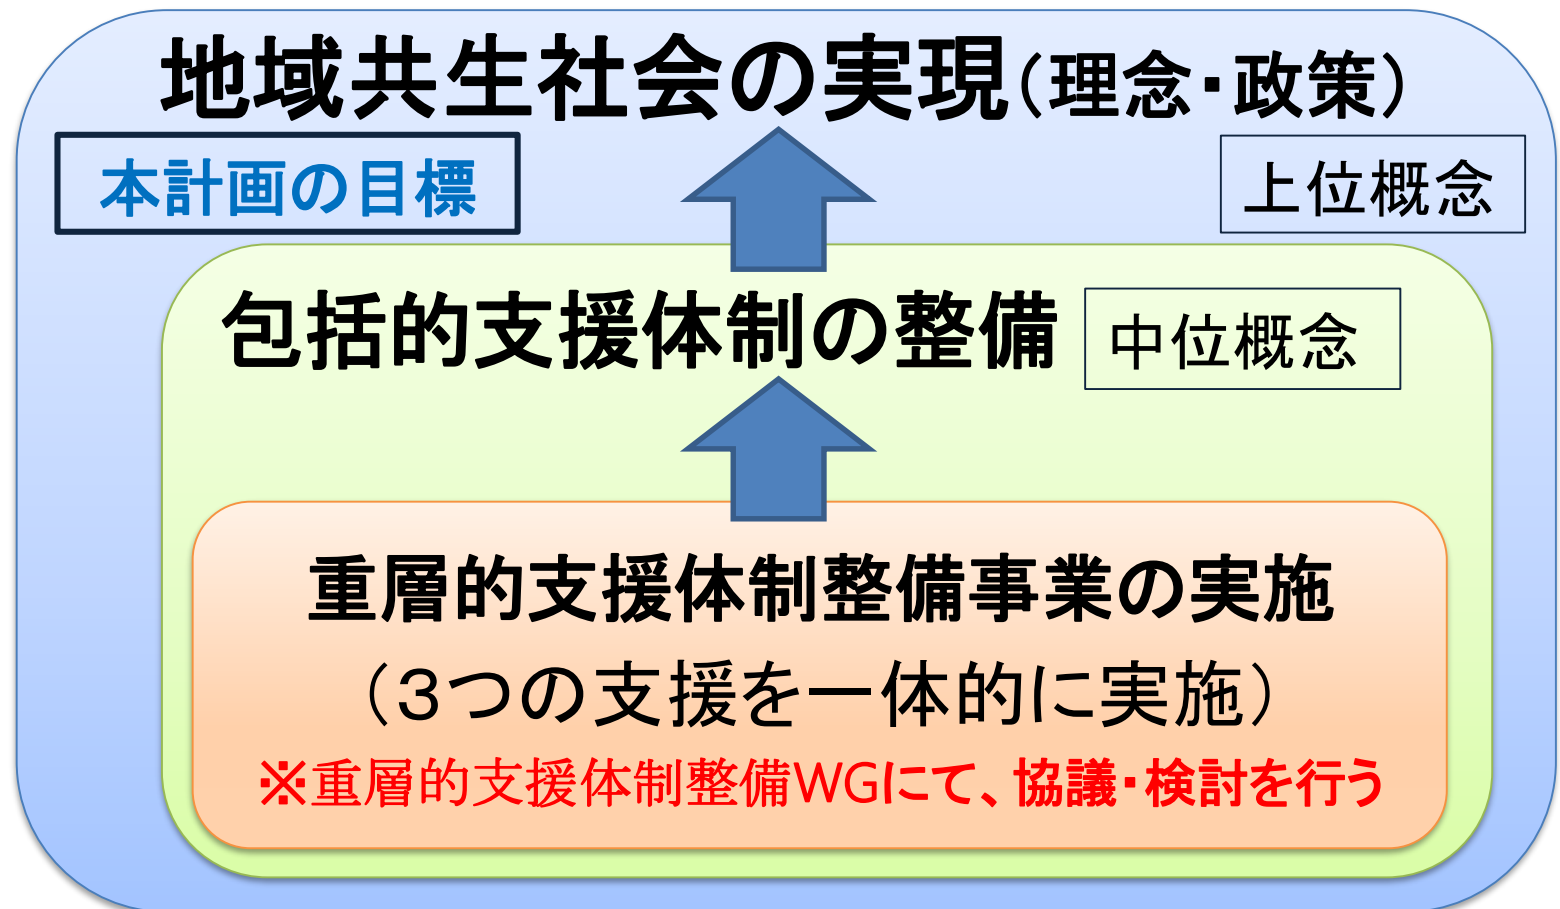 地域共生社会の実現（理念・政策）
本計画の目標
上位概念
包括的支援体制の整備
中位概念
重層的支援体制整備事業の実施
（３つの支援を一体的に実施）
※重層的支援体制整備WGにて、協議・検討を行う